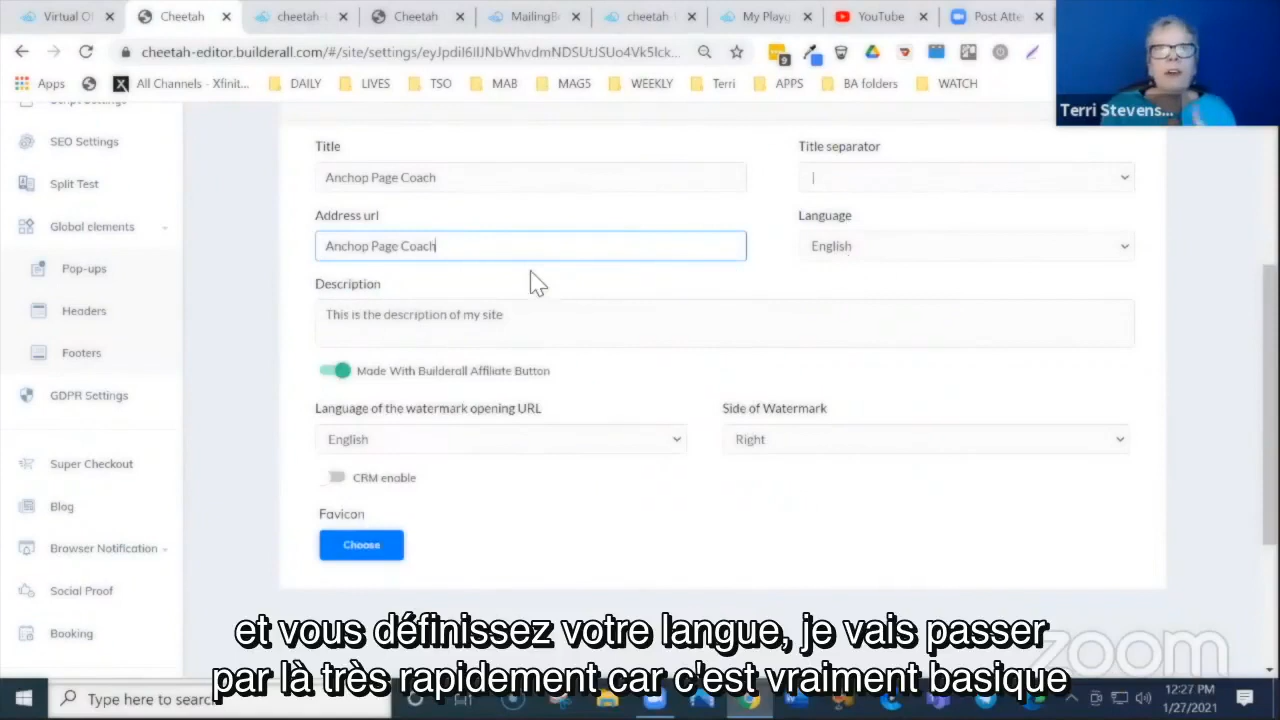 Virtual Of
Cheetah
cheetah-
Cheetah
MailingB
cheetah
My Playg
YouTube
Post Atte
cheetah-editor.builderall.com/#/site/settings/
9
Apps
All Channels - Xfinit...
DAILY
LIVES
TSO
MAB
MAG5
WEEKLY
Terri
APPS
BA folders
WATCH
Terri Stevens...
Script Settings
SEO Settings
Split Test
Global elements
Pop-ups
Headers
Footers
GDPR Settings
Super Checkout
Blog
Browser Notification
Social Proof
Booking
Title
Title separator
Anchop Page Coach
|
Address url
Language
Anchop Page Coach
English
Description
This is the description of my site
Made With Builderall Affiliate Button
Language of the watermark opening URL
Side of Watermark
English
Right
CRM enable
Favicon
Choose
et vous définissez votre langue, je vais passer
par là très rapidement car c'est vraiment basique
zoom
Type here to search
12:27 PM
1/27/2021